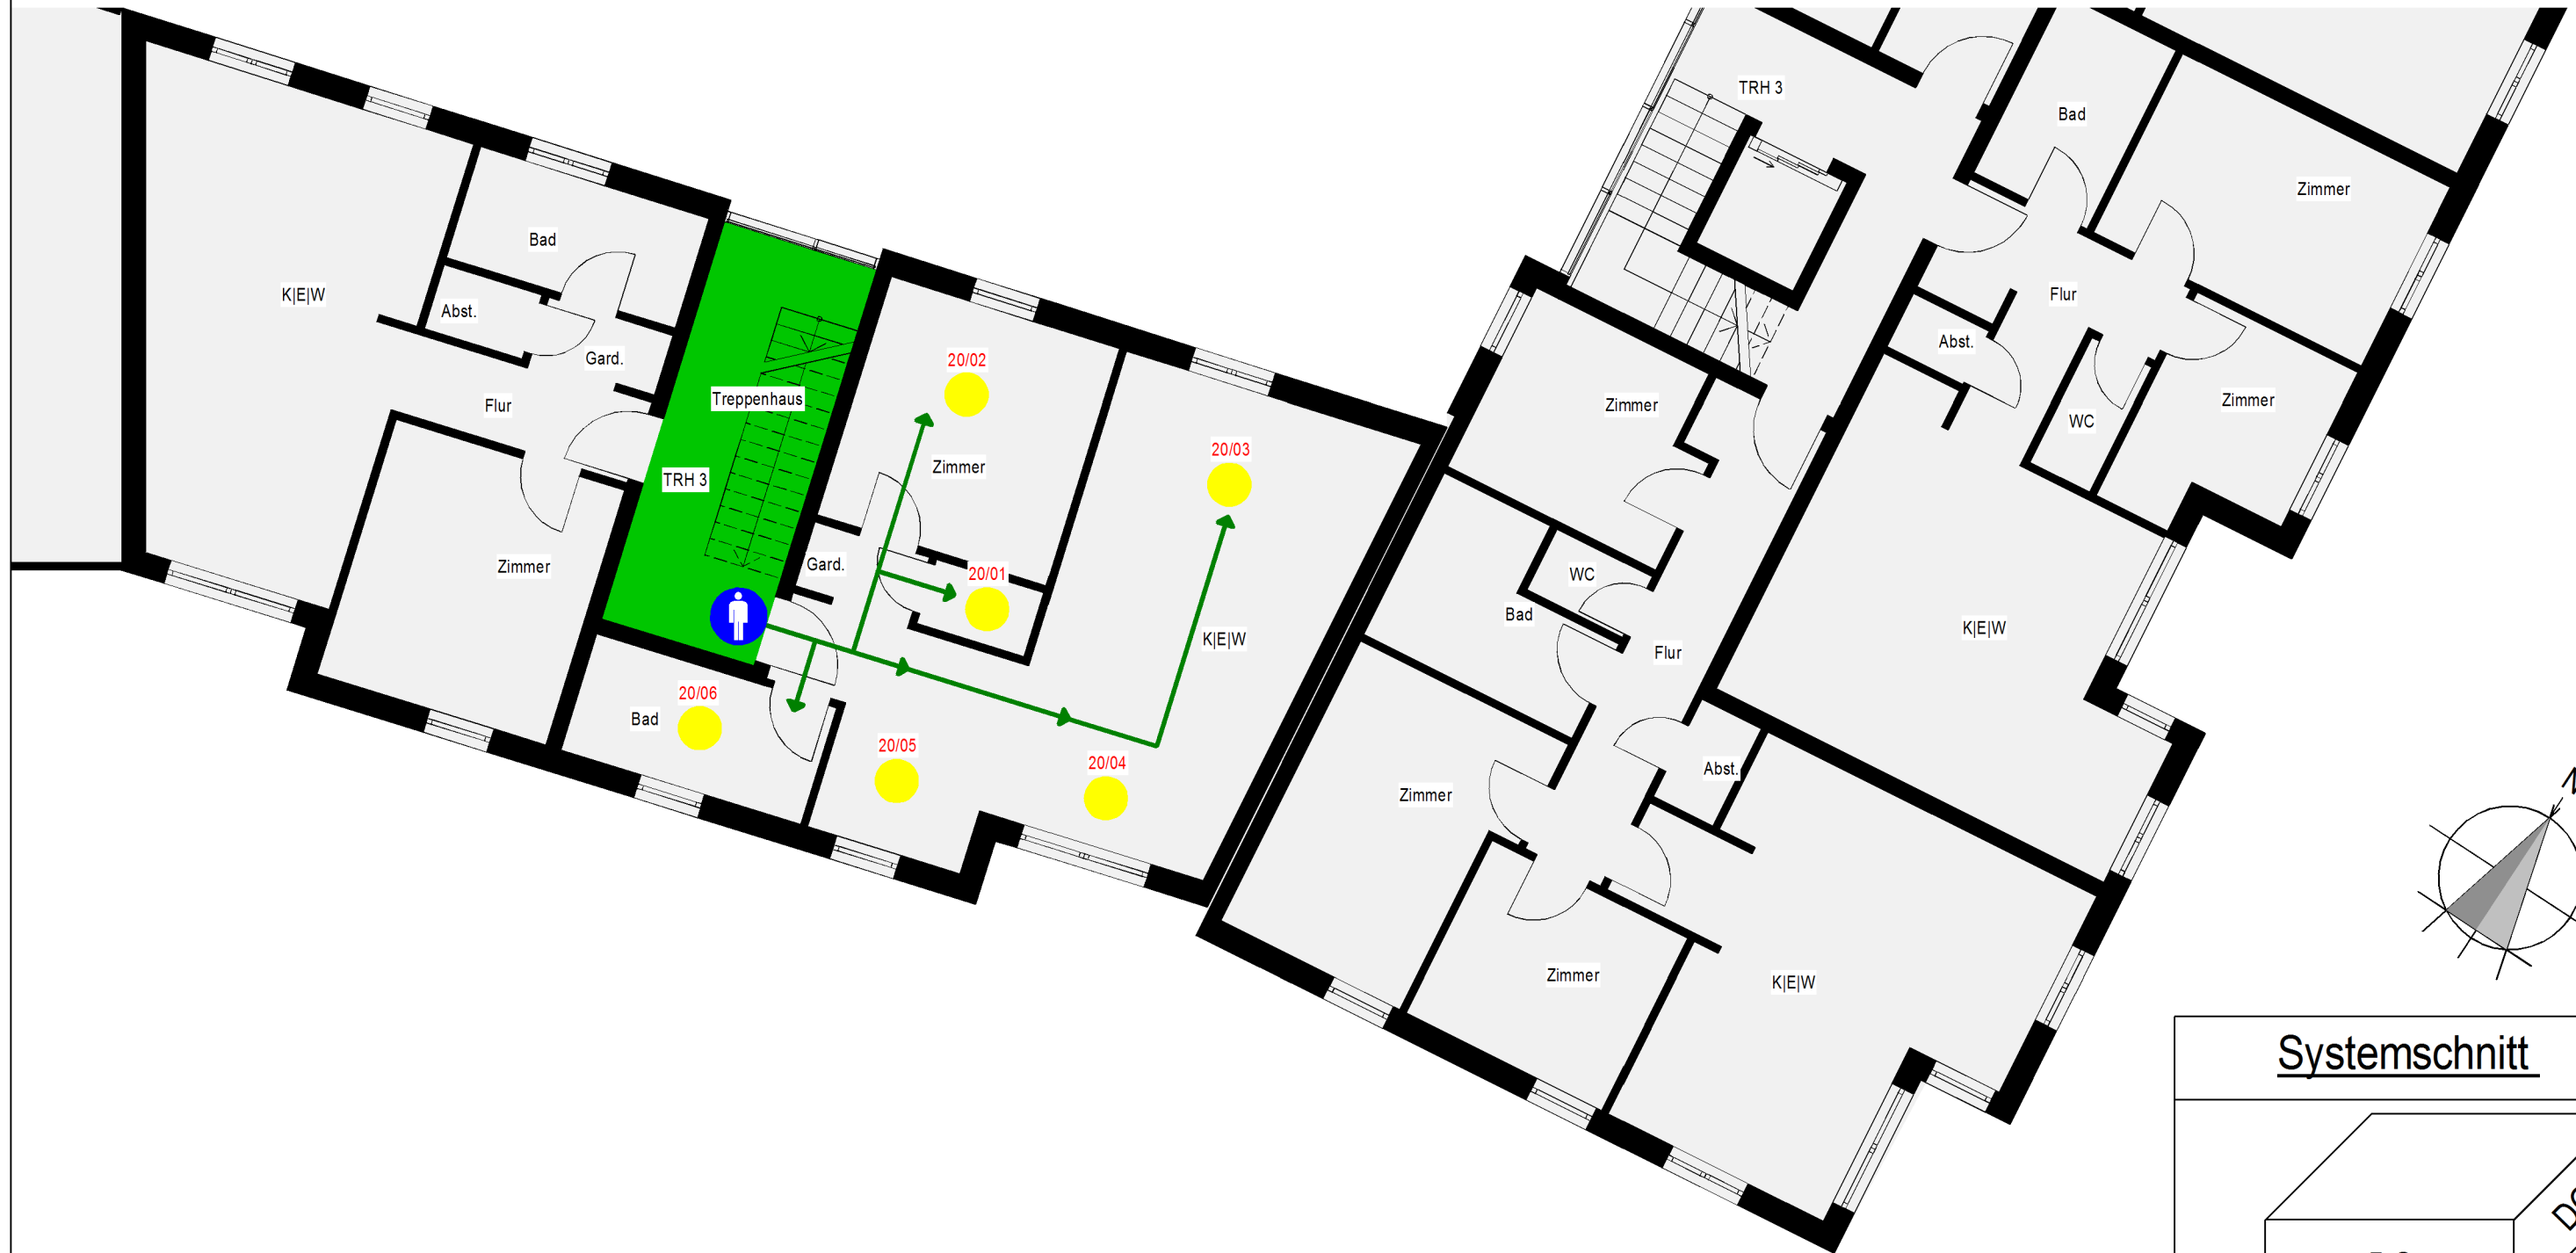 TRH 3
Bad
Zimmer
Bad
K|E|W
Abst.
Flur
Gard.
Abst.
20/02
Treppenhaus
Flur
Zimmer
Zimmer
WC
20/03
Zimmer
TRH 3
Zimmer
Gard.
20/01
WC
Bad
K|E|W
K|E|W
Flur
20/06
Bad
20/05
20/04
Abst.
Zimmer
Zimmer
K|E|W
Systemschnitt